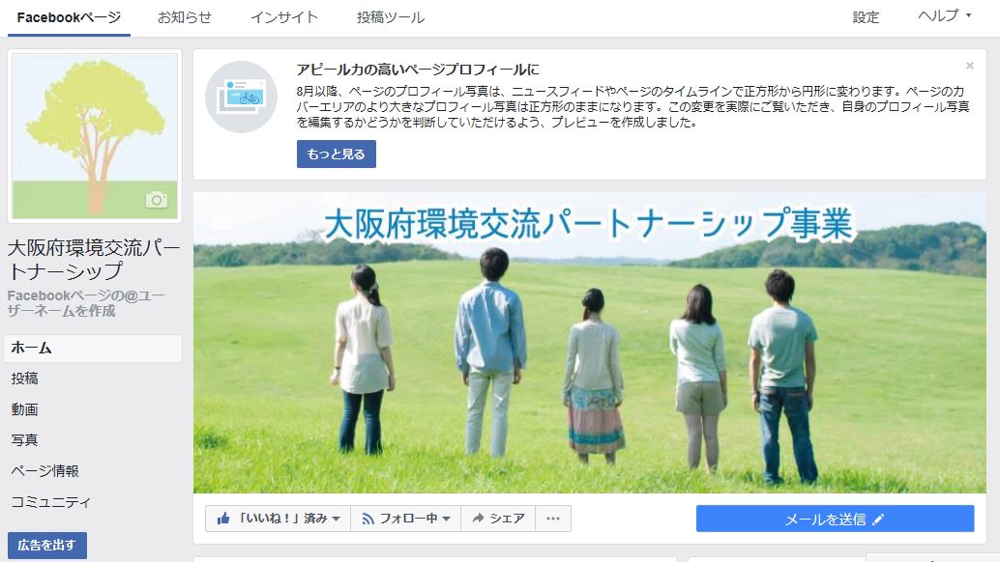 Facebookページ お知らせ インサイト 投稿ツール 設定 ヘルプ
アピール力の高いページプロフィールに
8月以降、ページのプロフィール写真は、ニュースフィードやページのタイムラインで正方形から円形に変わります。ページのカ
バーエリアのより大きなプロフィール写真は正方形のままになります。この変更を実際にご覧いただき、自身のプロフィール写真
を編集するかどうかを判断していただけるよう、プレビューを作成しました。
もっと見る
大阪府環境交流パートナーシップ事業
大阪府環境交流パー
トナーシップ
Facebookページの@ユー
ザーネームを作成
ホーム
投稿
動画
写真
ページ情報
コミュニティ
広告を出す
「いいね！」済み フォロー中 シェア ...
メールを送信